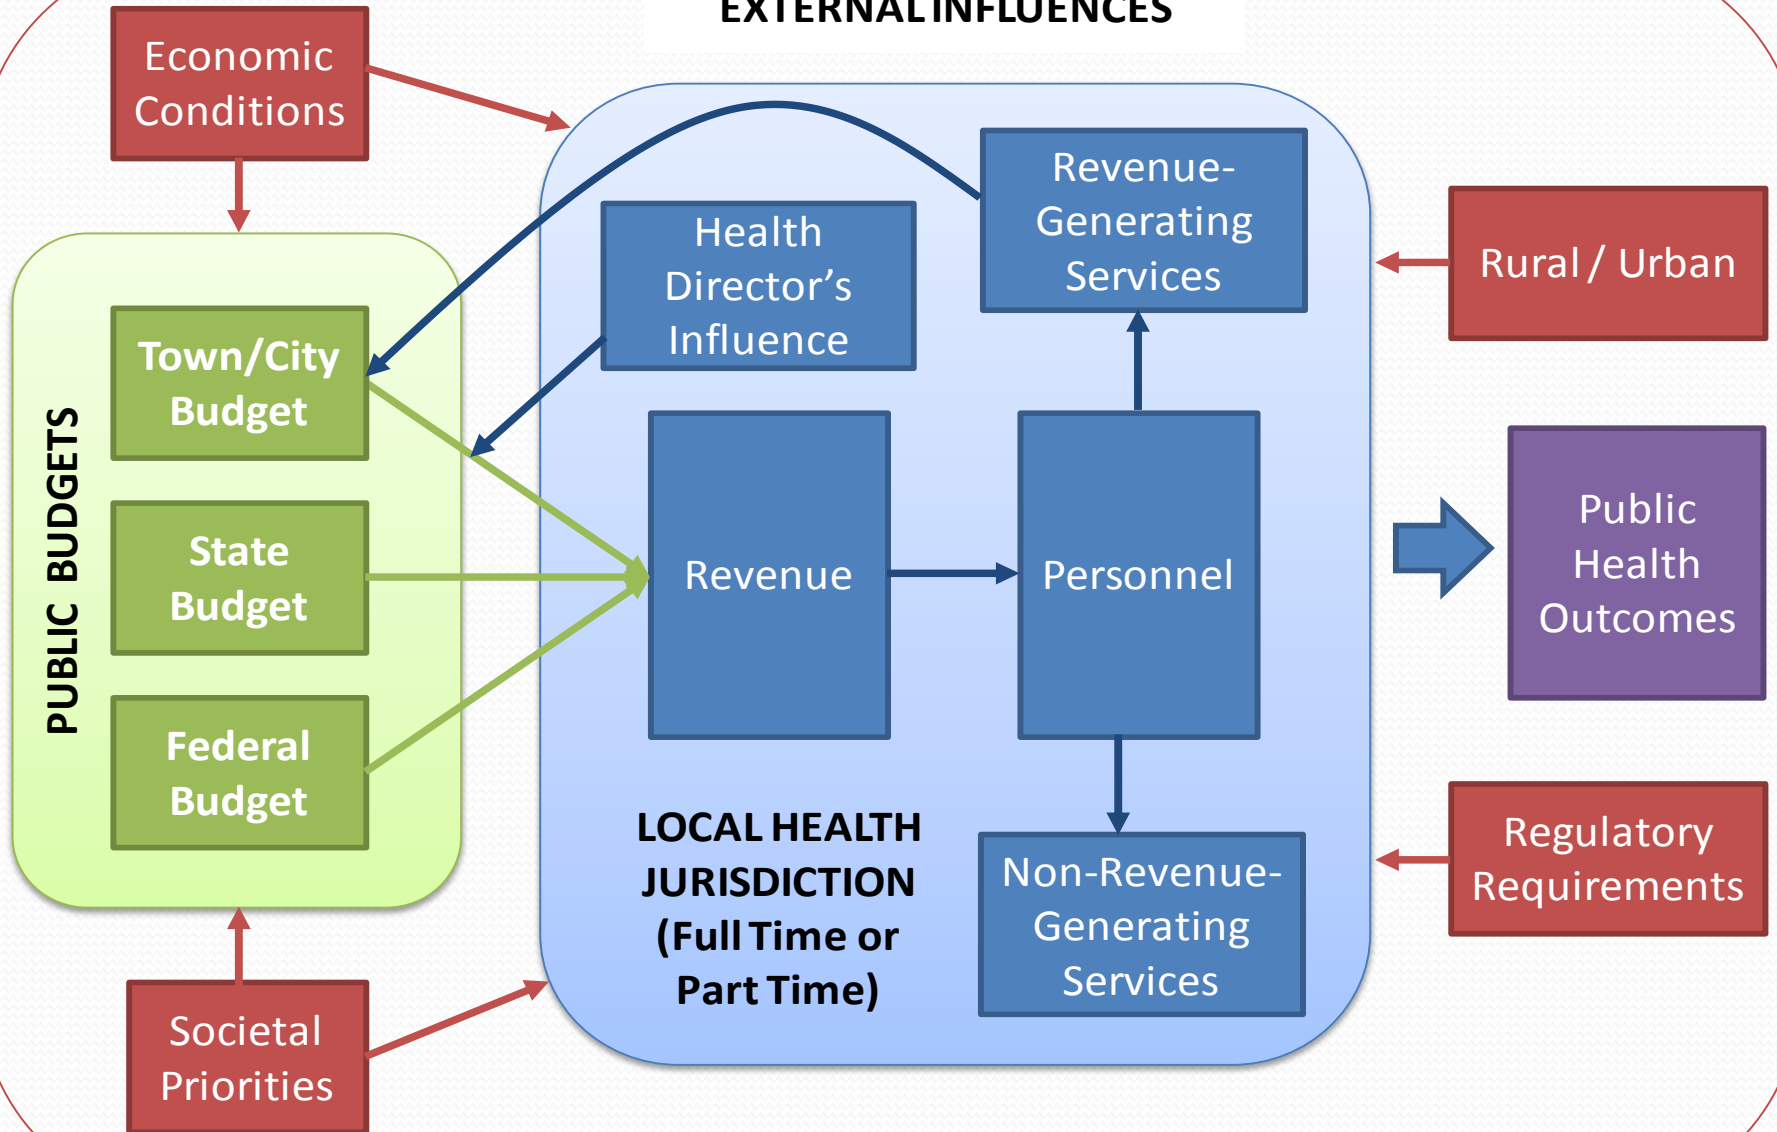 EXTERNAL INFLUENCES
Economic
Conditions
Revenue-
Generating
Services
Health
Director’s
Influence
Rural / Urban
PUBLIC BUDGETS
Town/City
Budget
State
Budget
Federal
Budget
Revenue
Personnel
Public
Health
Outcomes
LOCAL HEALTH
JURISDICTION
(Full Time or
Part Time)
Non-Revenue-
Generating
Services
Regulatory
Requirements
Societal
Priorities